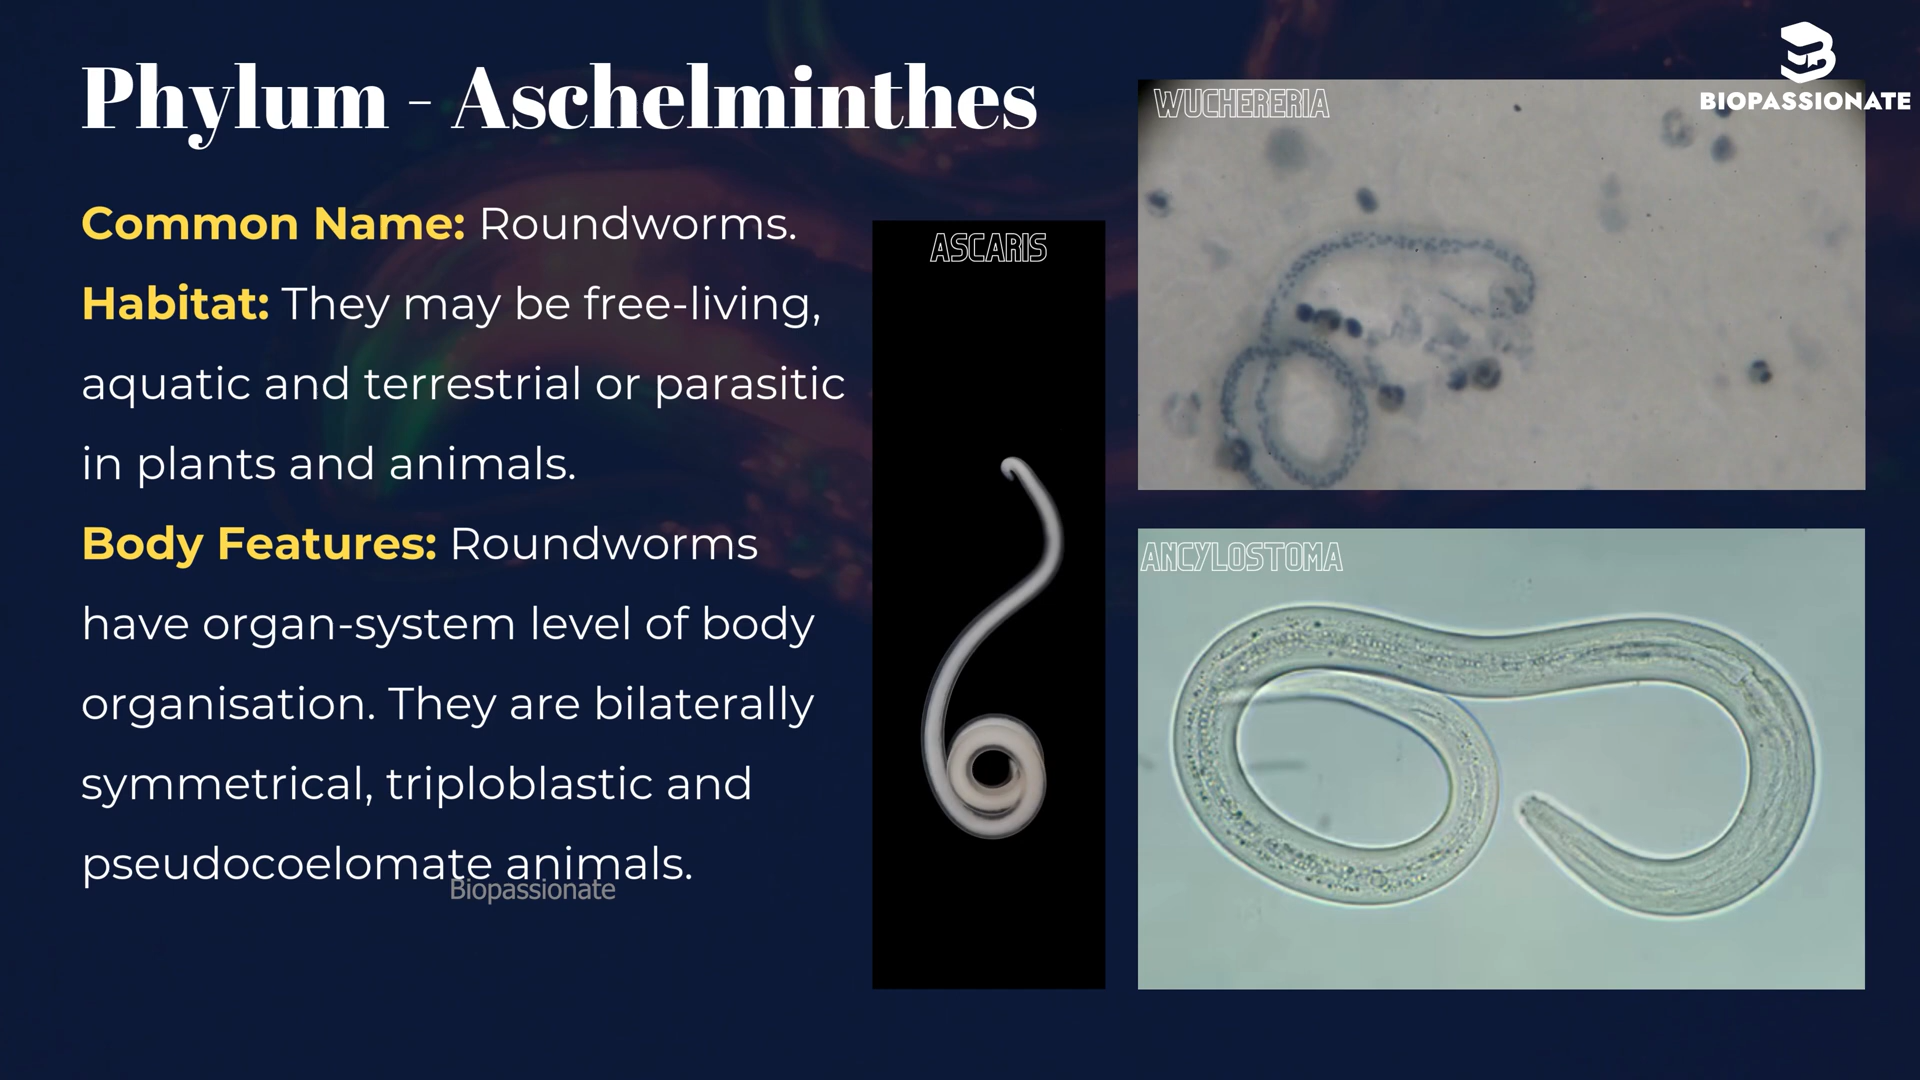 Phylum - Aschelminthes
Common Name: Roundworms.
Habitat: They may be free-living,
aquatic and terrestrial or parasitic
in plants and animals.
Body Features: Roundworms
have organ-system level of body
organisation. They are bilaterally
symmetrical, triploblastic and
pseudocoelomate animals.
Biopassionate
ASCARIS
WUCHERERIA
BIOPASSIONATE
ANCYLOSTOMA